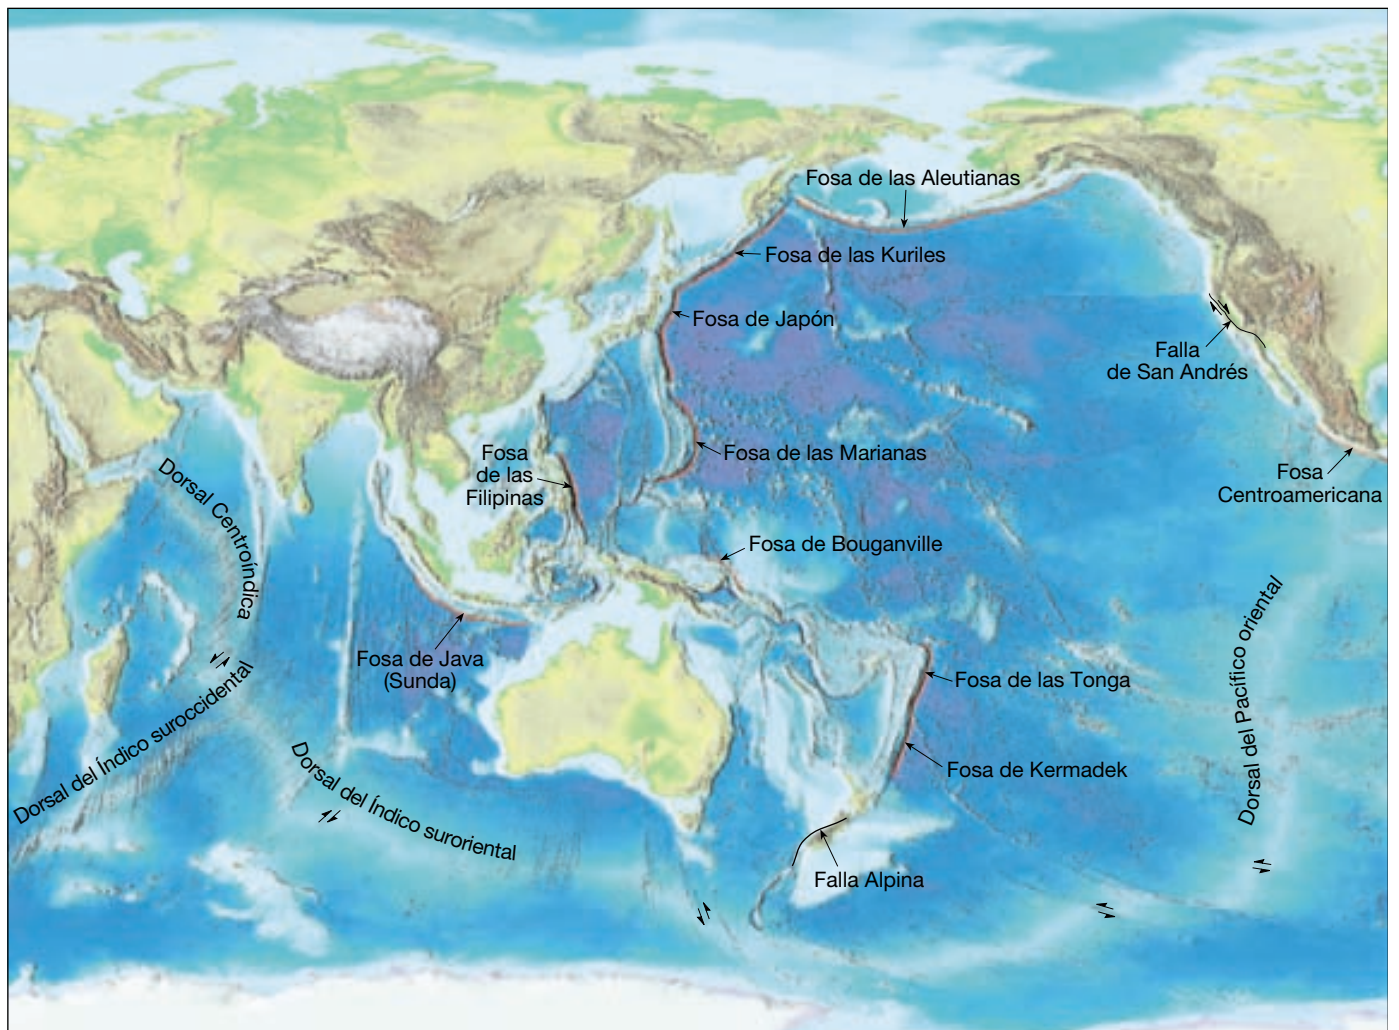 Fosa de las Aleutianas
Fosa de las Kuriles
Fosa de Japón
Falla
de San Andrés
Fosa de las Marianas
Fosa
de las
Filipinas
Fosa
Centroamericana
Dorsal Centroíndica
Fosa de Bouganville
Dorsal del Pacífico oriental
Fosa de Java
(Sunda)
Fosa de las Tonga
Dorsal del Índico suroccidental
Fosa de Kermadek
Dorsal del Índico suroriental
Falla Alpina